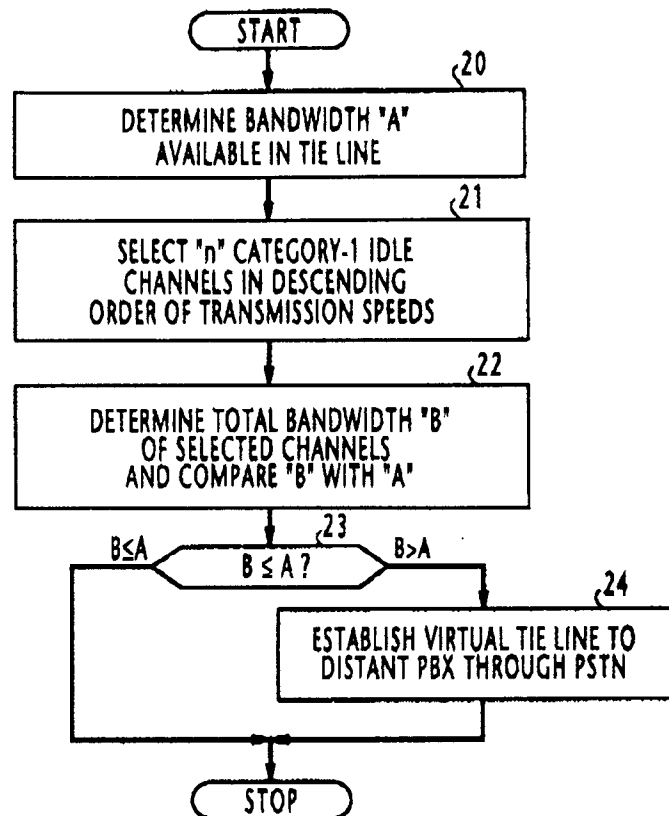 START
20
DETERMINE BANDWIDTH "A"
AVAILABLE IN TIE LINE
21
SELECT "n" CATEGORY-1 IDLE
CHANNELS IN DESCENDING
ORDER OF TRANSMISSION SPEEDS
22
DETERMINE TOTAL BANDWIDTH "B"
OF SELECTED CHANNELS
AND COMPARE "B" WITH "A"
23
B≤A
B ≤ A ?
B>A
24
ESTABLISH VIRTUAL TIE LINE TO
DISTANT PBX THROUGH PSTN
STOP